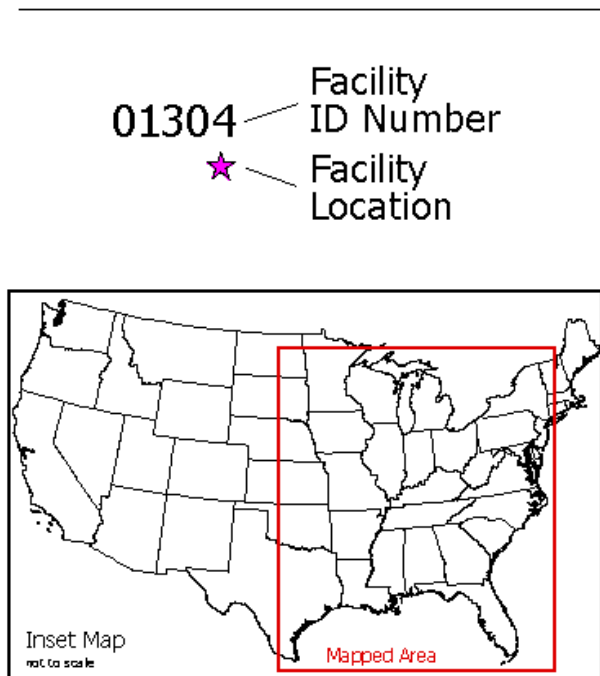 Facility
01304 ID Number
Facility
Location
Inset Map
not to scale
Mapped Area